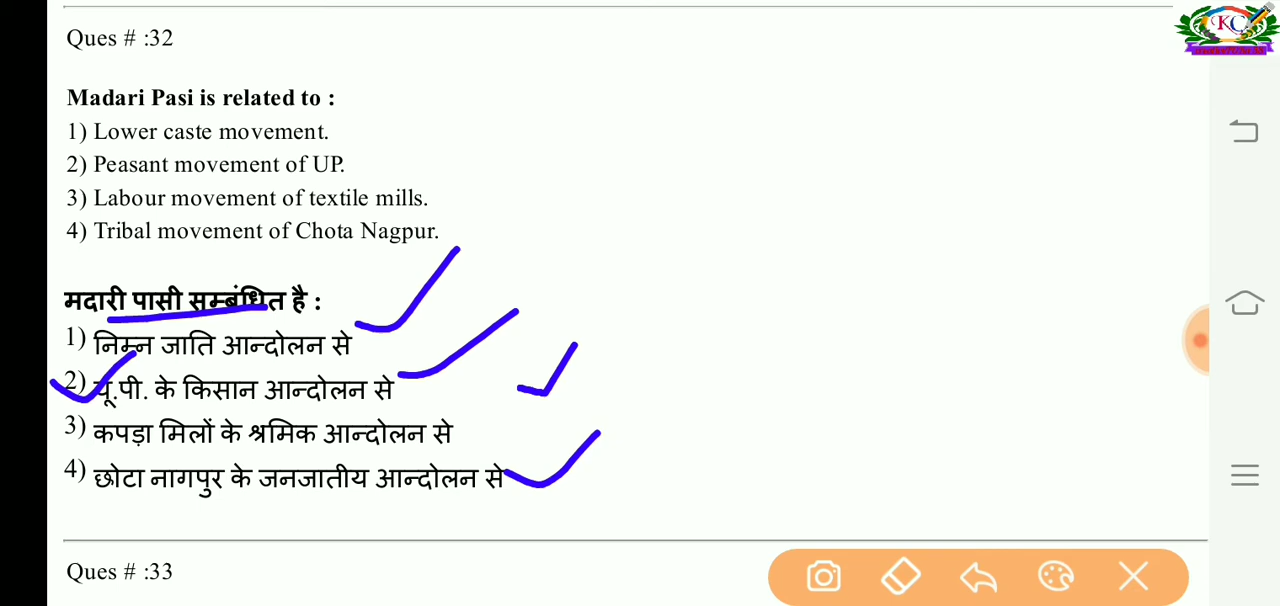 KC
Ques # :32
Madari Pasi is related to :
1) Lower caste movement.
2) Peasant movement of UP.
3) Labour movement of textile mills.
4) Tribal movement of Chota Nagpur.
मदारी पासी सम्बंधित है :
1) निम्न जाति आन्दोलन से
2) यू.पी. के किसान आन्दोलन से
3) कपड़ा मिलों के श्रमिक आन्दोलन से
4) छोटा नागपुर के जनजातीय आन्दोलन से
Ques # :33